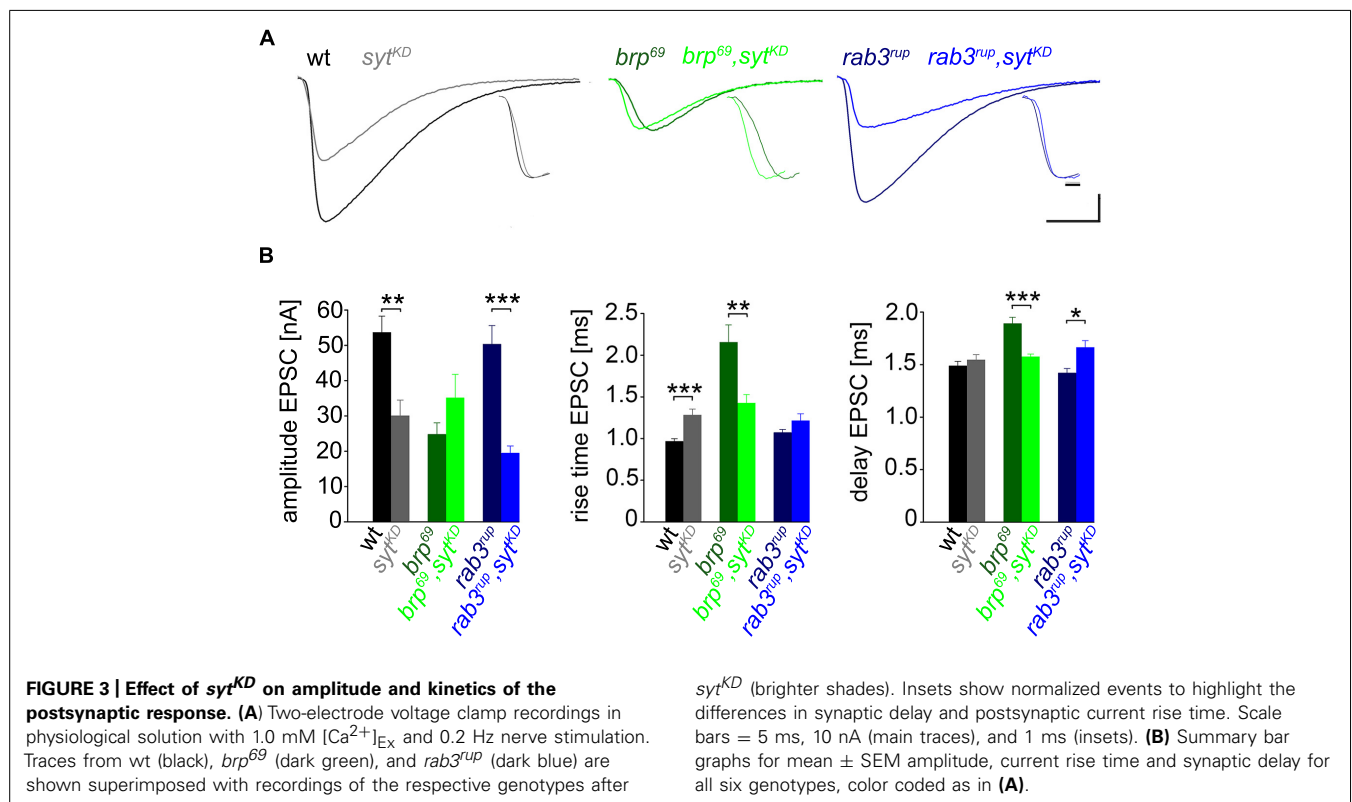 A
wt syt^KD brp^69 brp^69,syt^KD rab3^rup rab3^rup,syt^KD
B
amplitude EPSC [nA]
60
50
40
30
20
10
0
**
***
wt
syt^KD
brp^69
brp^69,syt^KD
rab3^rup
rab3^rup,syt^KD
rise time EPSC [ms]
2.5
2.0
1.5
1.0
0.5
0
***
**
wt
syt^KD
brp^69
brp^69,syt^KD
rab3^rup
rab3^rup,syt^KD
delay EPSC [ms]
2.0
1.5
1.0
0.5
0
***
*
wt
syt^KD
brp^69
brp^69,syt^KD
rab3^rup
rab3^rup,syt^KD
FIGURE 3 | Effect of syt^KD on amplitude and kinetics of the
postsynaptic response. (A) Two-electrode voltage clamp recordings in
physiological solution with 1.0 mM [Ca²⁺]Ex and 0.2 Hz nerve stimulation.
Traces from wt (black), brp^69 (dark green), and rab3^rup (dark blue) are
shown superimposed with recordings of the respective genotypes after
syt^KD (brighter shades). Insets show normalized events to highlight the
differences in synaptic delay and postsynaptic current rise time. Scale
bars = 5 ms, 10 nA (main traces), and 1 ms (insets). (B) Summary bar
graphs for mean ± SEM amplitude, current rise time and synaptic delay for
all six genotypes, color coded as in (A).